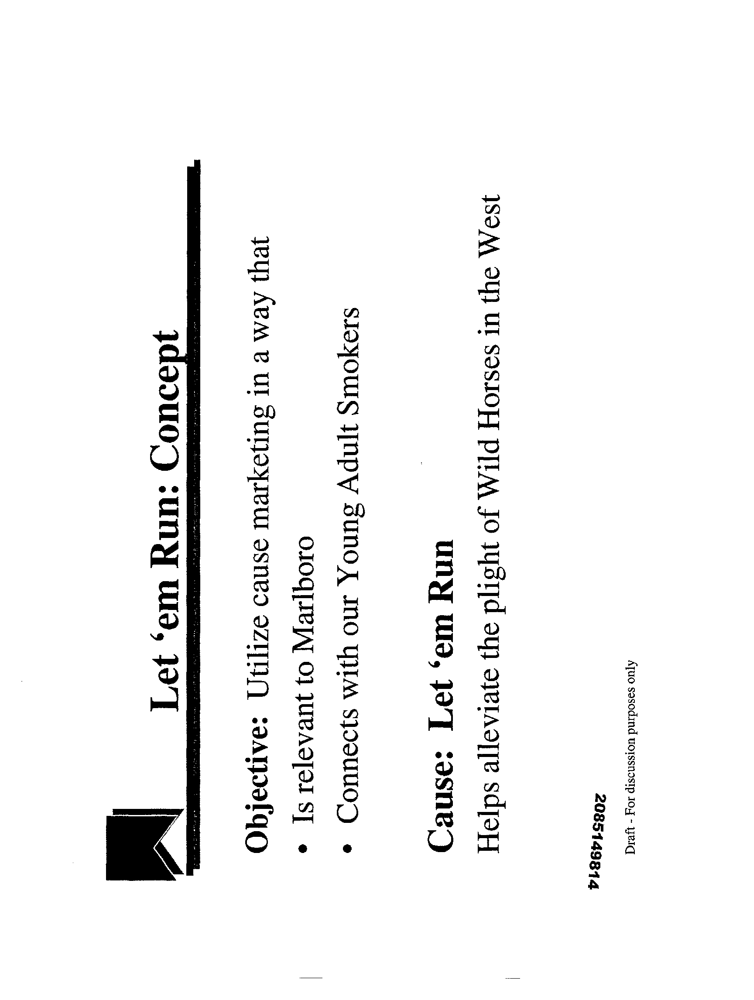 Let ‘em Run: Concept
Objective: Utilize cause marketing in a way that
• Is relevant to Marlboro
• Connects with our Young Adult Smokers
Cause: Let ‘em Run
Helps alleviate the plight of Wild Horses in the West
2085149814
Draft - For discussion purposes only